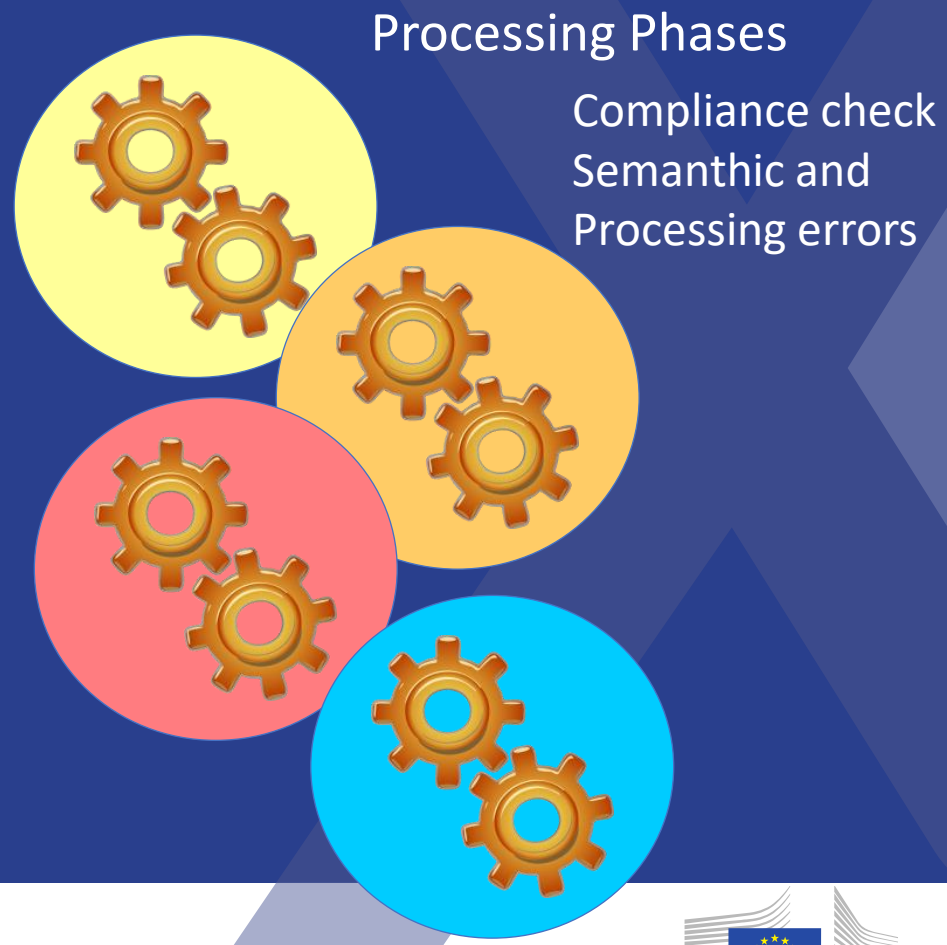 Processing Phases
Compliance check
Semanthic and
Processing errors